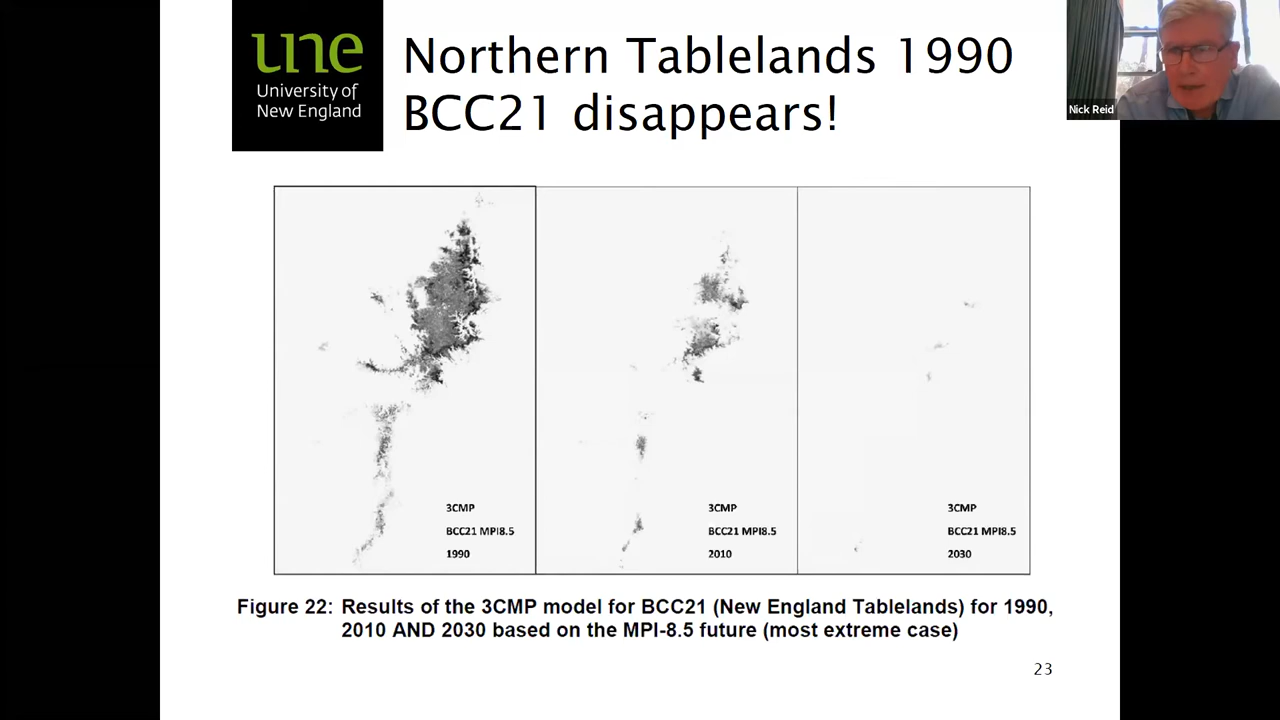 une
University of
New England
Northern Tablelands 1990
BCC21 disappears!
Nick Reid
3CMP
BCC21 MPI8.5
1990
3CMP
BCC21 MPI8.5
2010
3CMP
BCC21 MPI8.5
2030
Figure 22: Results of the 3CMP model for BCC21 (New England Tablelands) for 1990,
2010 AND 2030 based on the MPI-8.5 future (most extreme case)
23